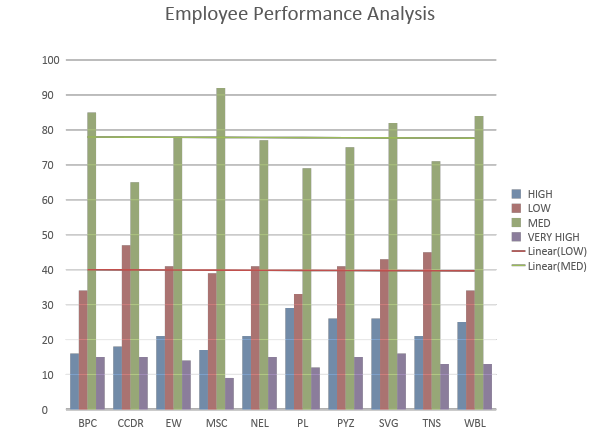 Employee Performance Analysis
100
90
80
70
60
50
40
30
20
10
0
BPC CCDR EW MSC NEL PL PYZ SVG TNS WBL
HIGH
LOW
MED
VERY HIGH
Linear(LOW)
Linear(MED)